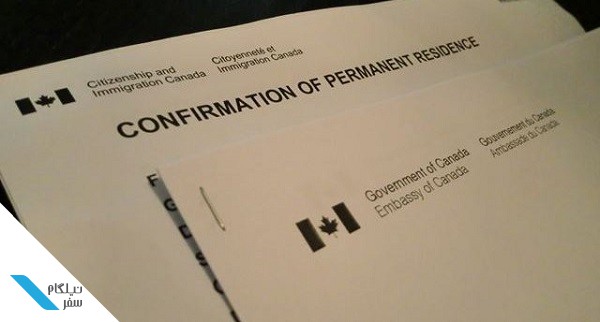 Citizenship and
Immigration Canada
Citoyenneté et
Immigration Canada
CONFIRMATION OF PERMANENT RESIDENCE
Government of Canada
Embassy of Canada
Gouvernement du Canada
Ambassade du Canada
نیلگام
سفر